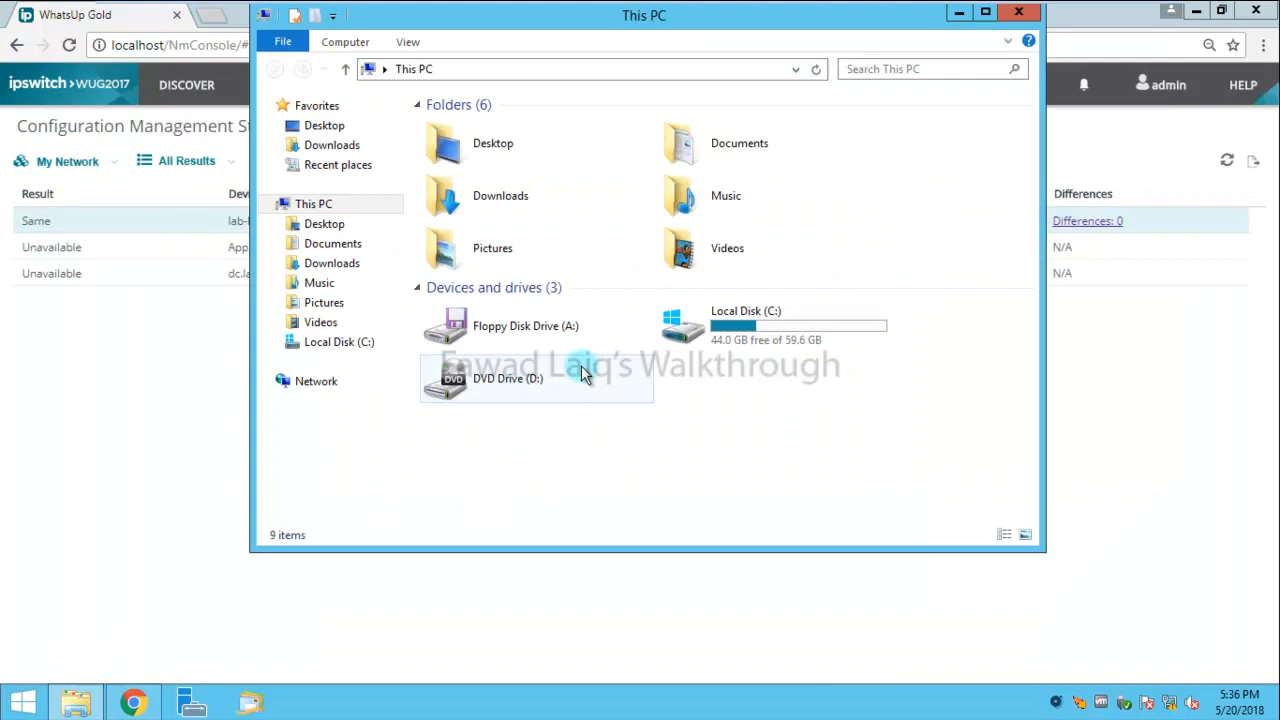 WhatsUp Gold
This PC
localhost/NmConsole/#
File
Computer
View
ipswitch
WUG2017
DISCOVER
admin
HELP
This PC
Search This PC
Configuration Management St
Favorites
Desktop
Downloads
Recent places
Folders (6)
Desktop
Documents
Downloads
Music
Pictures
Videos
My Network
All Results
Result
Devi
Differences
Same
lab-
Differences: 0
Unavailable
App
N/A
Unavailable
dc.la
N/A
This PC
Desktop
Documents
Downloads
Music
Pictures
Videos
Local Disk (C:)
Network
Devices and drives (3)
Floppy Disk Drive (A:)
Local Disk (C:)
44.0 GB free of 59.6 GB
DVD
DVD Drive (D:)
Fawad Laiq's Walkthrough
9 items
5:36 PM
5/20/2018